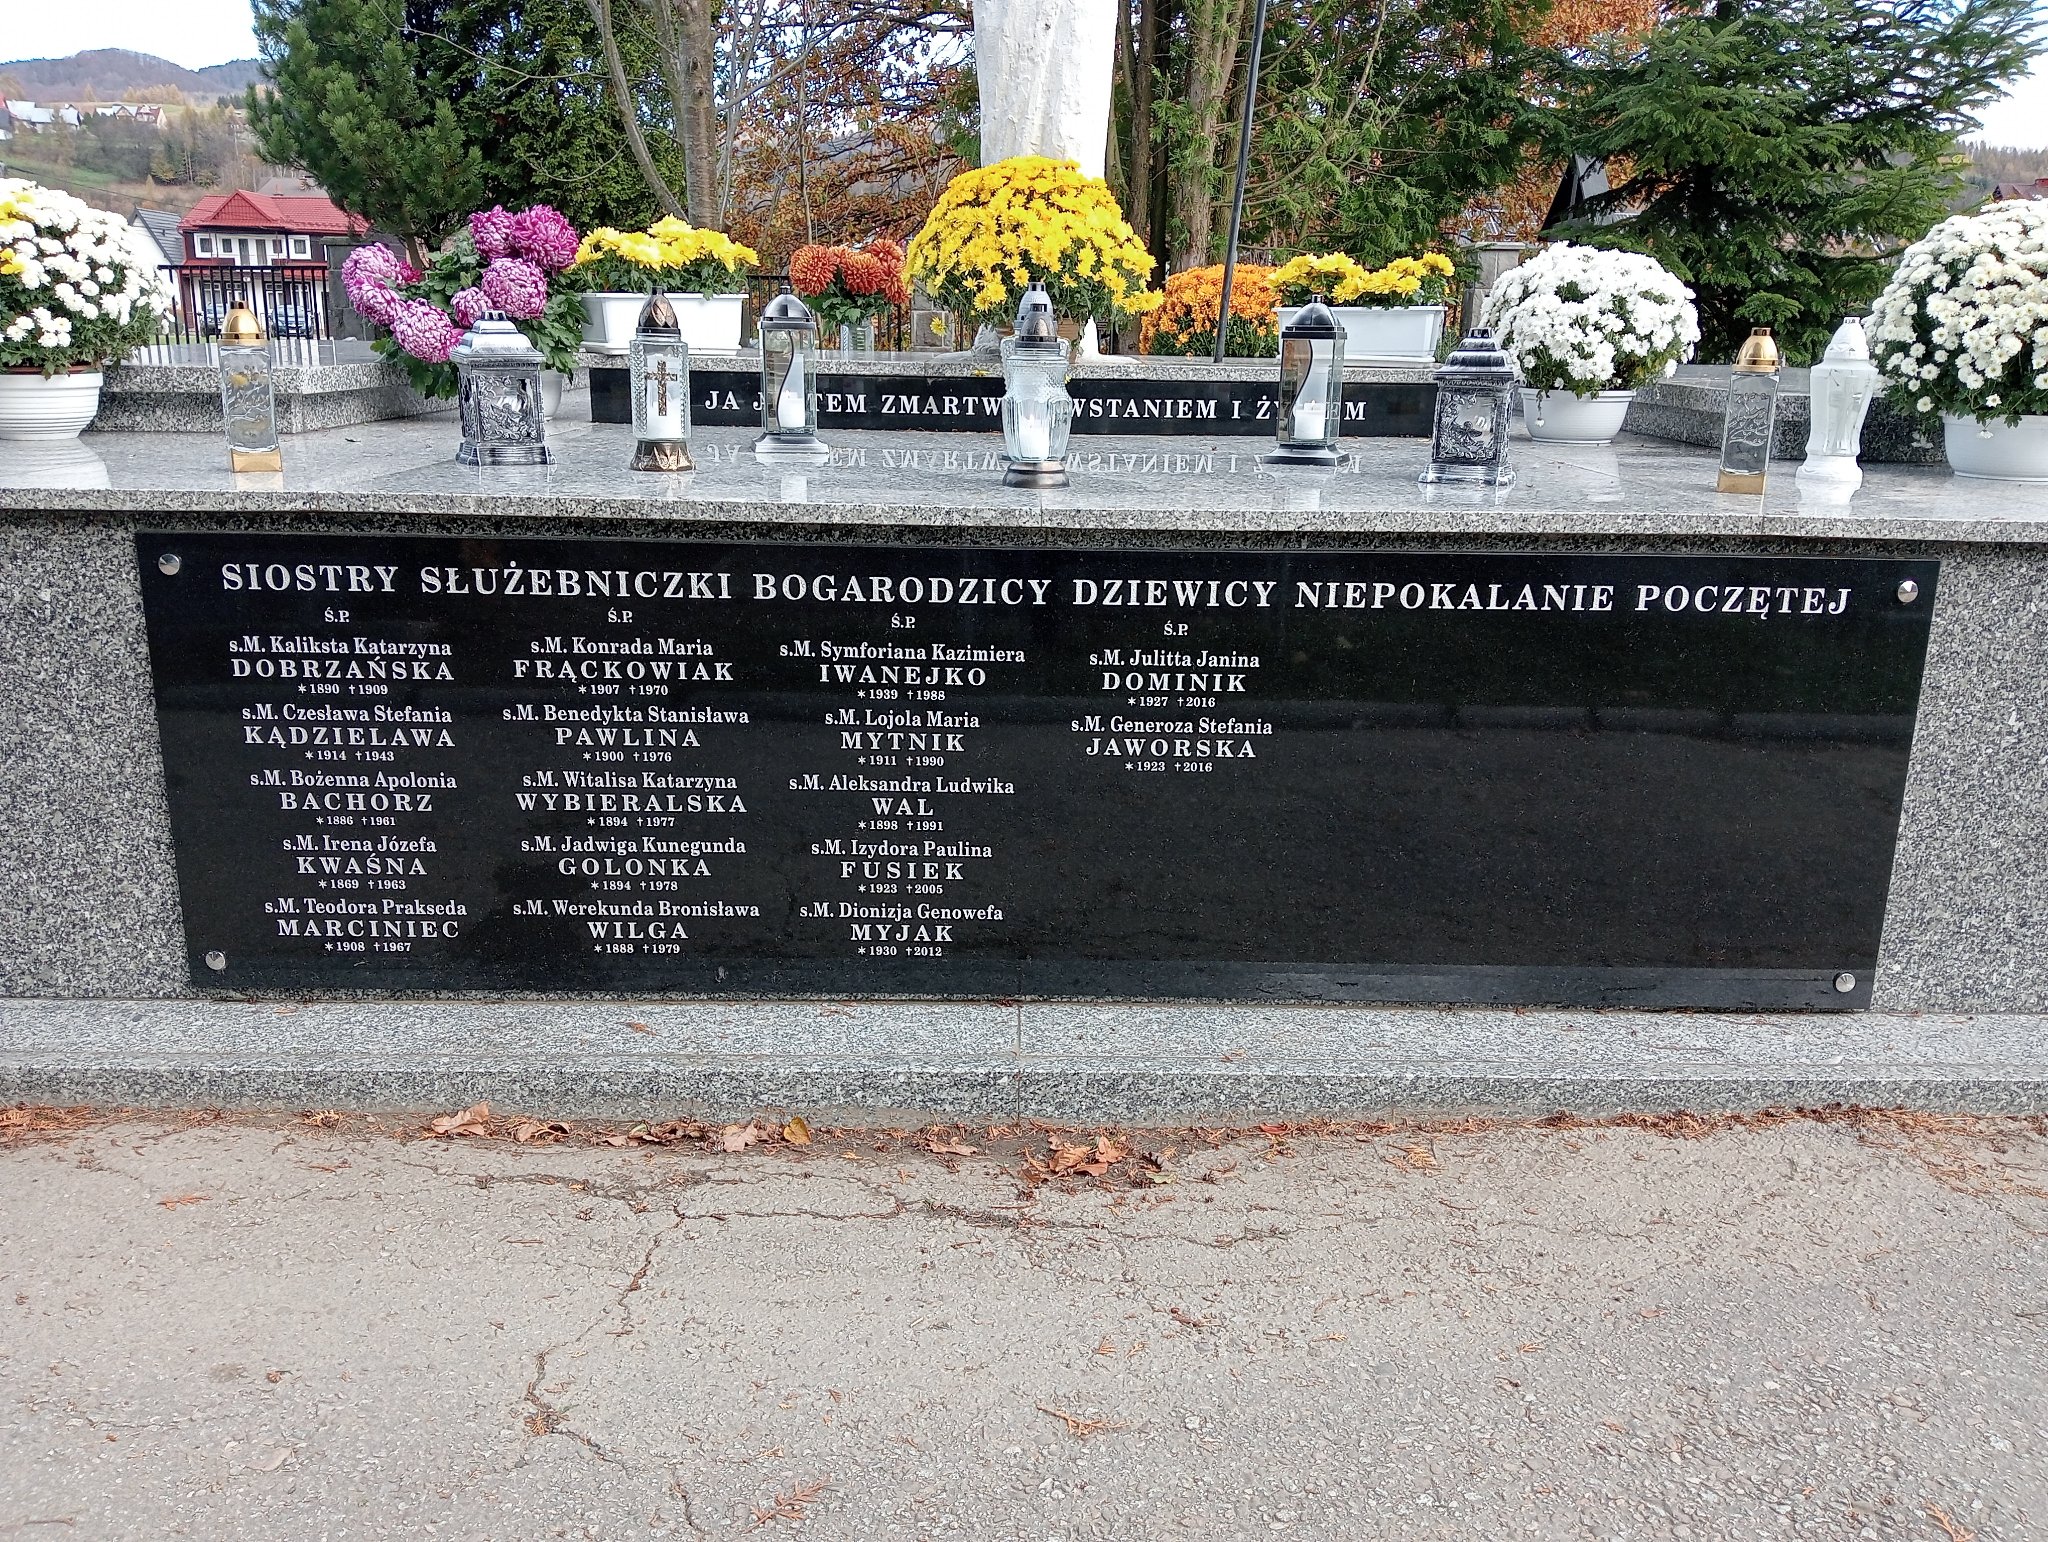 JA TEM ZMARTW WSTANIEM I
SIOSTRY SŁUŻEBNICZKI BOGARODZICY DZIEWICY NIEPOKALANIE POCZĘTEJ
Ś.P.
s.M. Kaliksta Katarzyna
DOBRZAŃSKA
*1890 †1909
s.M. Czesława Stefania
KĄDZIELAWA
*1914 †1943
s.M. Bożenna Apolonia
BACHORZ
*1886 †1961
s.M. Irena Józefa
KWAŚNA
*1869 †1963
s.M. Teodora Prakseda
MARCINIEC
*1908 †1967
Ś.P.
s.M. Konrada Maria
FRĄCKOWIAK
*1907 †1970
s.M. Benedykta Stanisława
PAWLINA
*1900 †1976
s.M. Witalisa Katarzyna
WYBIERALSKA
*1894 †1977
s.M. Jadwiga Kunegunda
GOLONKA
*1894 †1978
s.M. Werekunda Bronisława
WILGA
*1888 †1979
Ś.P.
s.M. Symforiana Kazimiera
IWANEJKO
*1939 †1988
s.M. Lojola Maria
MYTNIK
*1911 †1990
s.M. Aleksandra Ludwika
WAL
*1898 †1991
s.M. Izydora Paulina
FUSIEK
*1923 †2005
s.M. Dionizja Genowefa
MYJAK
*1930 †2012
Ś.P.
s.M. Julitta Janina
DOMINIK
*1927 †2016
s.M. Generoza Stefania
JAWORSKA
*1923 †2016